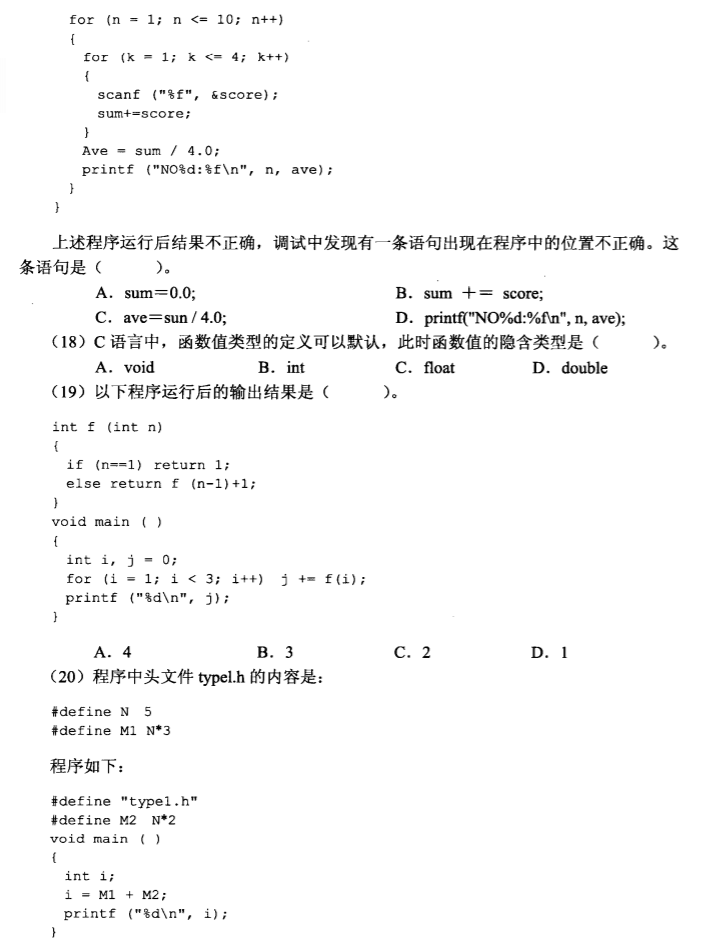 for (n = 1; n <= 10; n++)
{
for (k = 1; k <= 4; k++)
{
scanf ("%f", &score);
sum+=score;
}
Ave = sum / 4.0;
printf ("NO%d:%f\n", n, ave);
}
}
上述程序运行后结果不正确，调试中发现有一条语句出现在程序中的位置不正确。这
条语句是（　　）。
A．sum＝0.0;　　B．sum ＋＝ score;
C．ave＝sun / 4.0;　　D．printf("NO%d:%f\n", n, ave);
（18）C 语言中，函数值类型的定义可以默认，此时函数值的隐含类型是（　　）。
A．void　　B．int　　C．float　　D．double
（19）以下程序运行后的输出结果是（　　）。
int f (int n)
{
if (n==1) return 1;
else return f (n-1)+1;
}
void main ( )
{
int i, j = 0;
for (i = 1; i < 3; i++) j += f(i);
printf ("%d\n", j);
}
A．4　　B．3　　C．2　　D．1
（20）程序中头文件 typel.h 的内容是：
#define N 5
#define M1 N*3
程序如下：
#define "type1.h"
#define M2 N*2
void main ( )
{
int i;
i = M1 + M2;
printf ("%d\n", i);
}